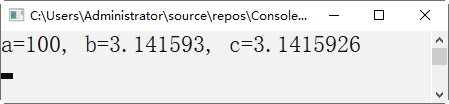 C:\Users\Administrator\source\repos\Console...
a=100, b=3.141593, c=3.1415926